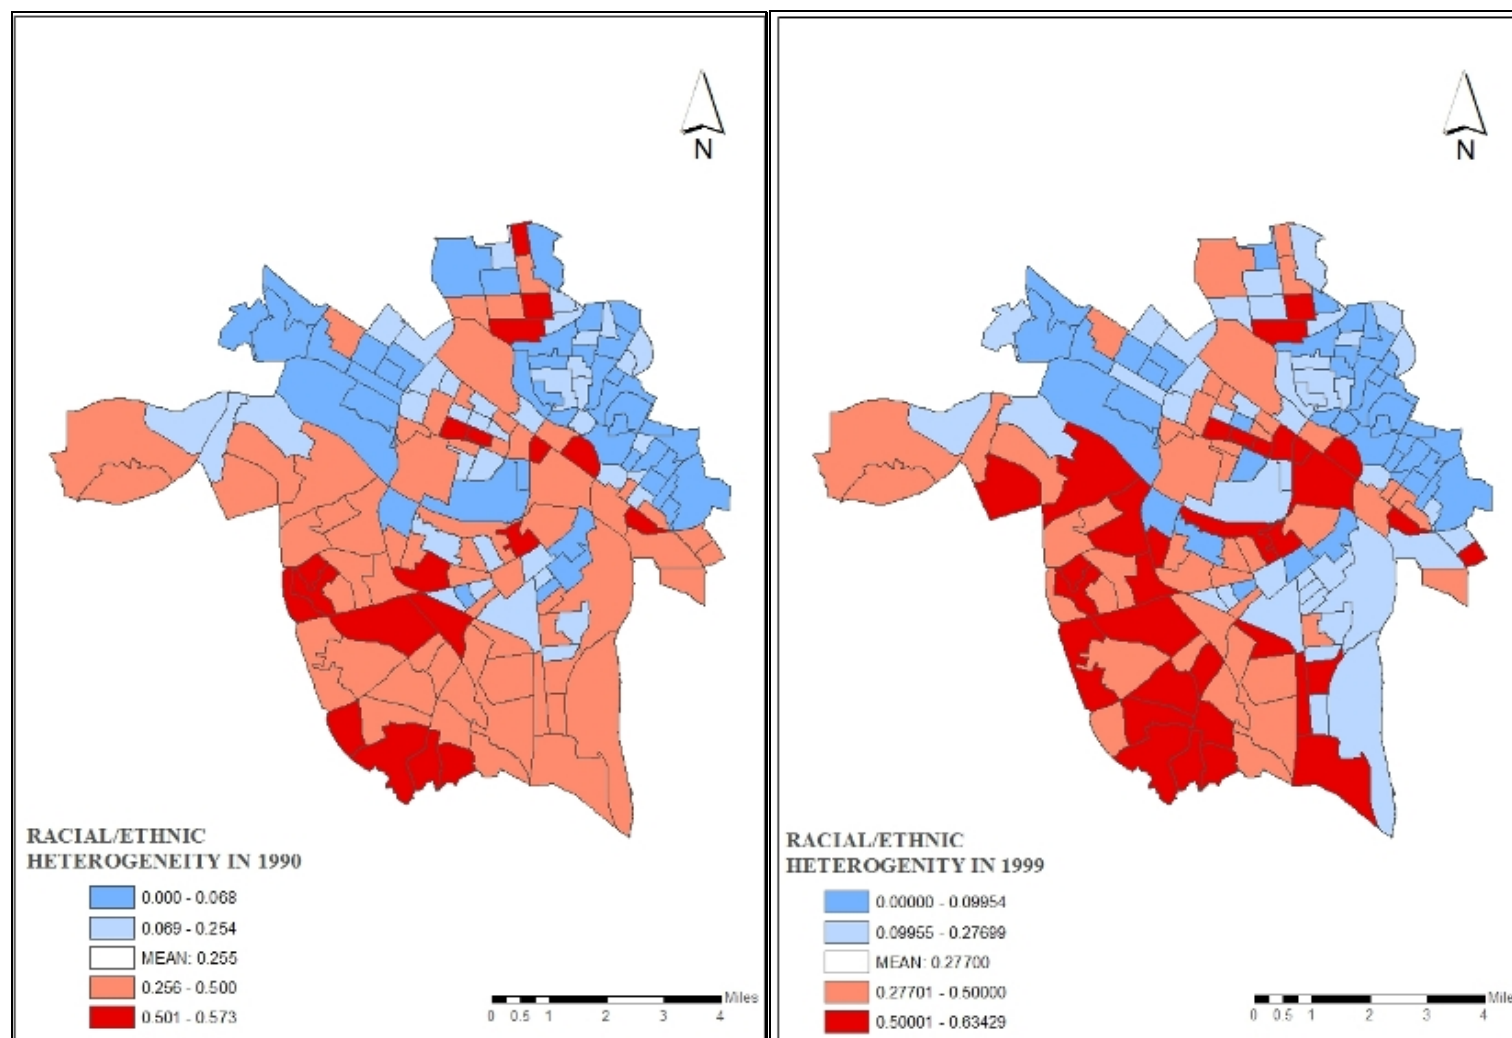 N
RACIAL/ETHNIC
HETEROGENEITY IN 1990
0.000 - 0.068
0.069 - 0.254
MEAN: 0.255
0.256 - 0.500
0.501 - 0.573
Miles
0 0.5 1 2 3 4
N
RACIAL/ETHNIC
HETEROGENITY IN 1999
0.00000 - 0.09954
0.09955 - 0.27699
MEAN: 0.27700
0.27701 - 0.50000
0.50001 - 0.63429
Mile
0 0.5 1 2 3 4